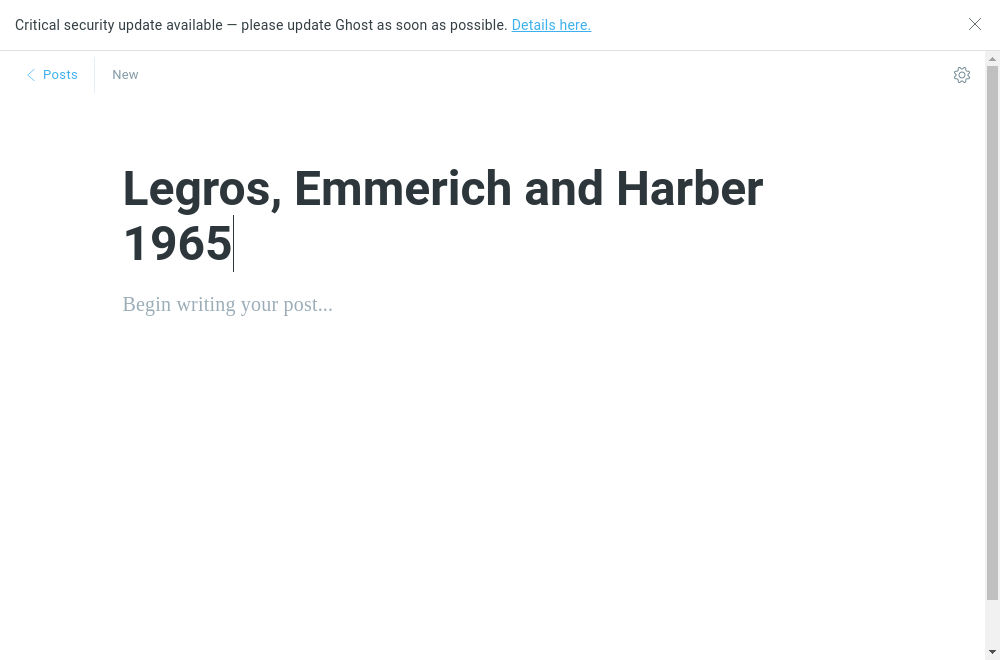 Critical security update available — please update Ghost as soon as possible. Details here.
Posts
New
Legros, Emmerich and Harber
1965
Begin writing your post...